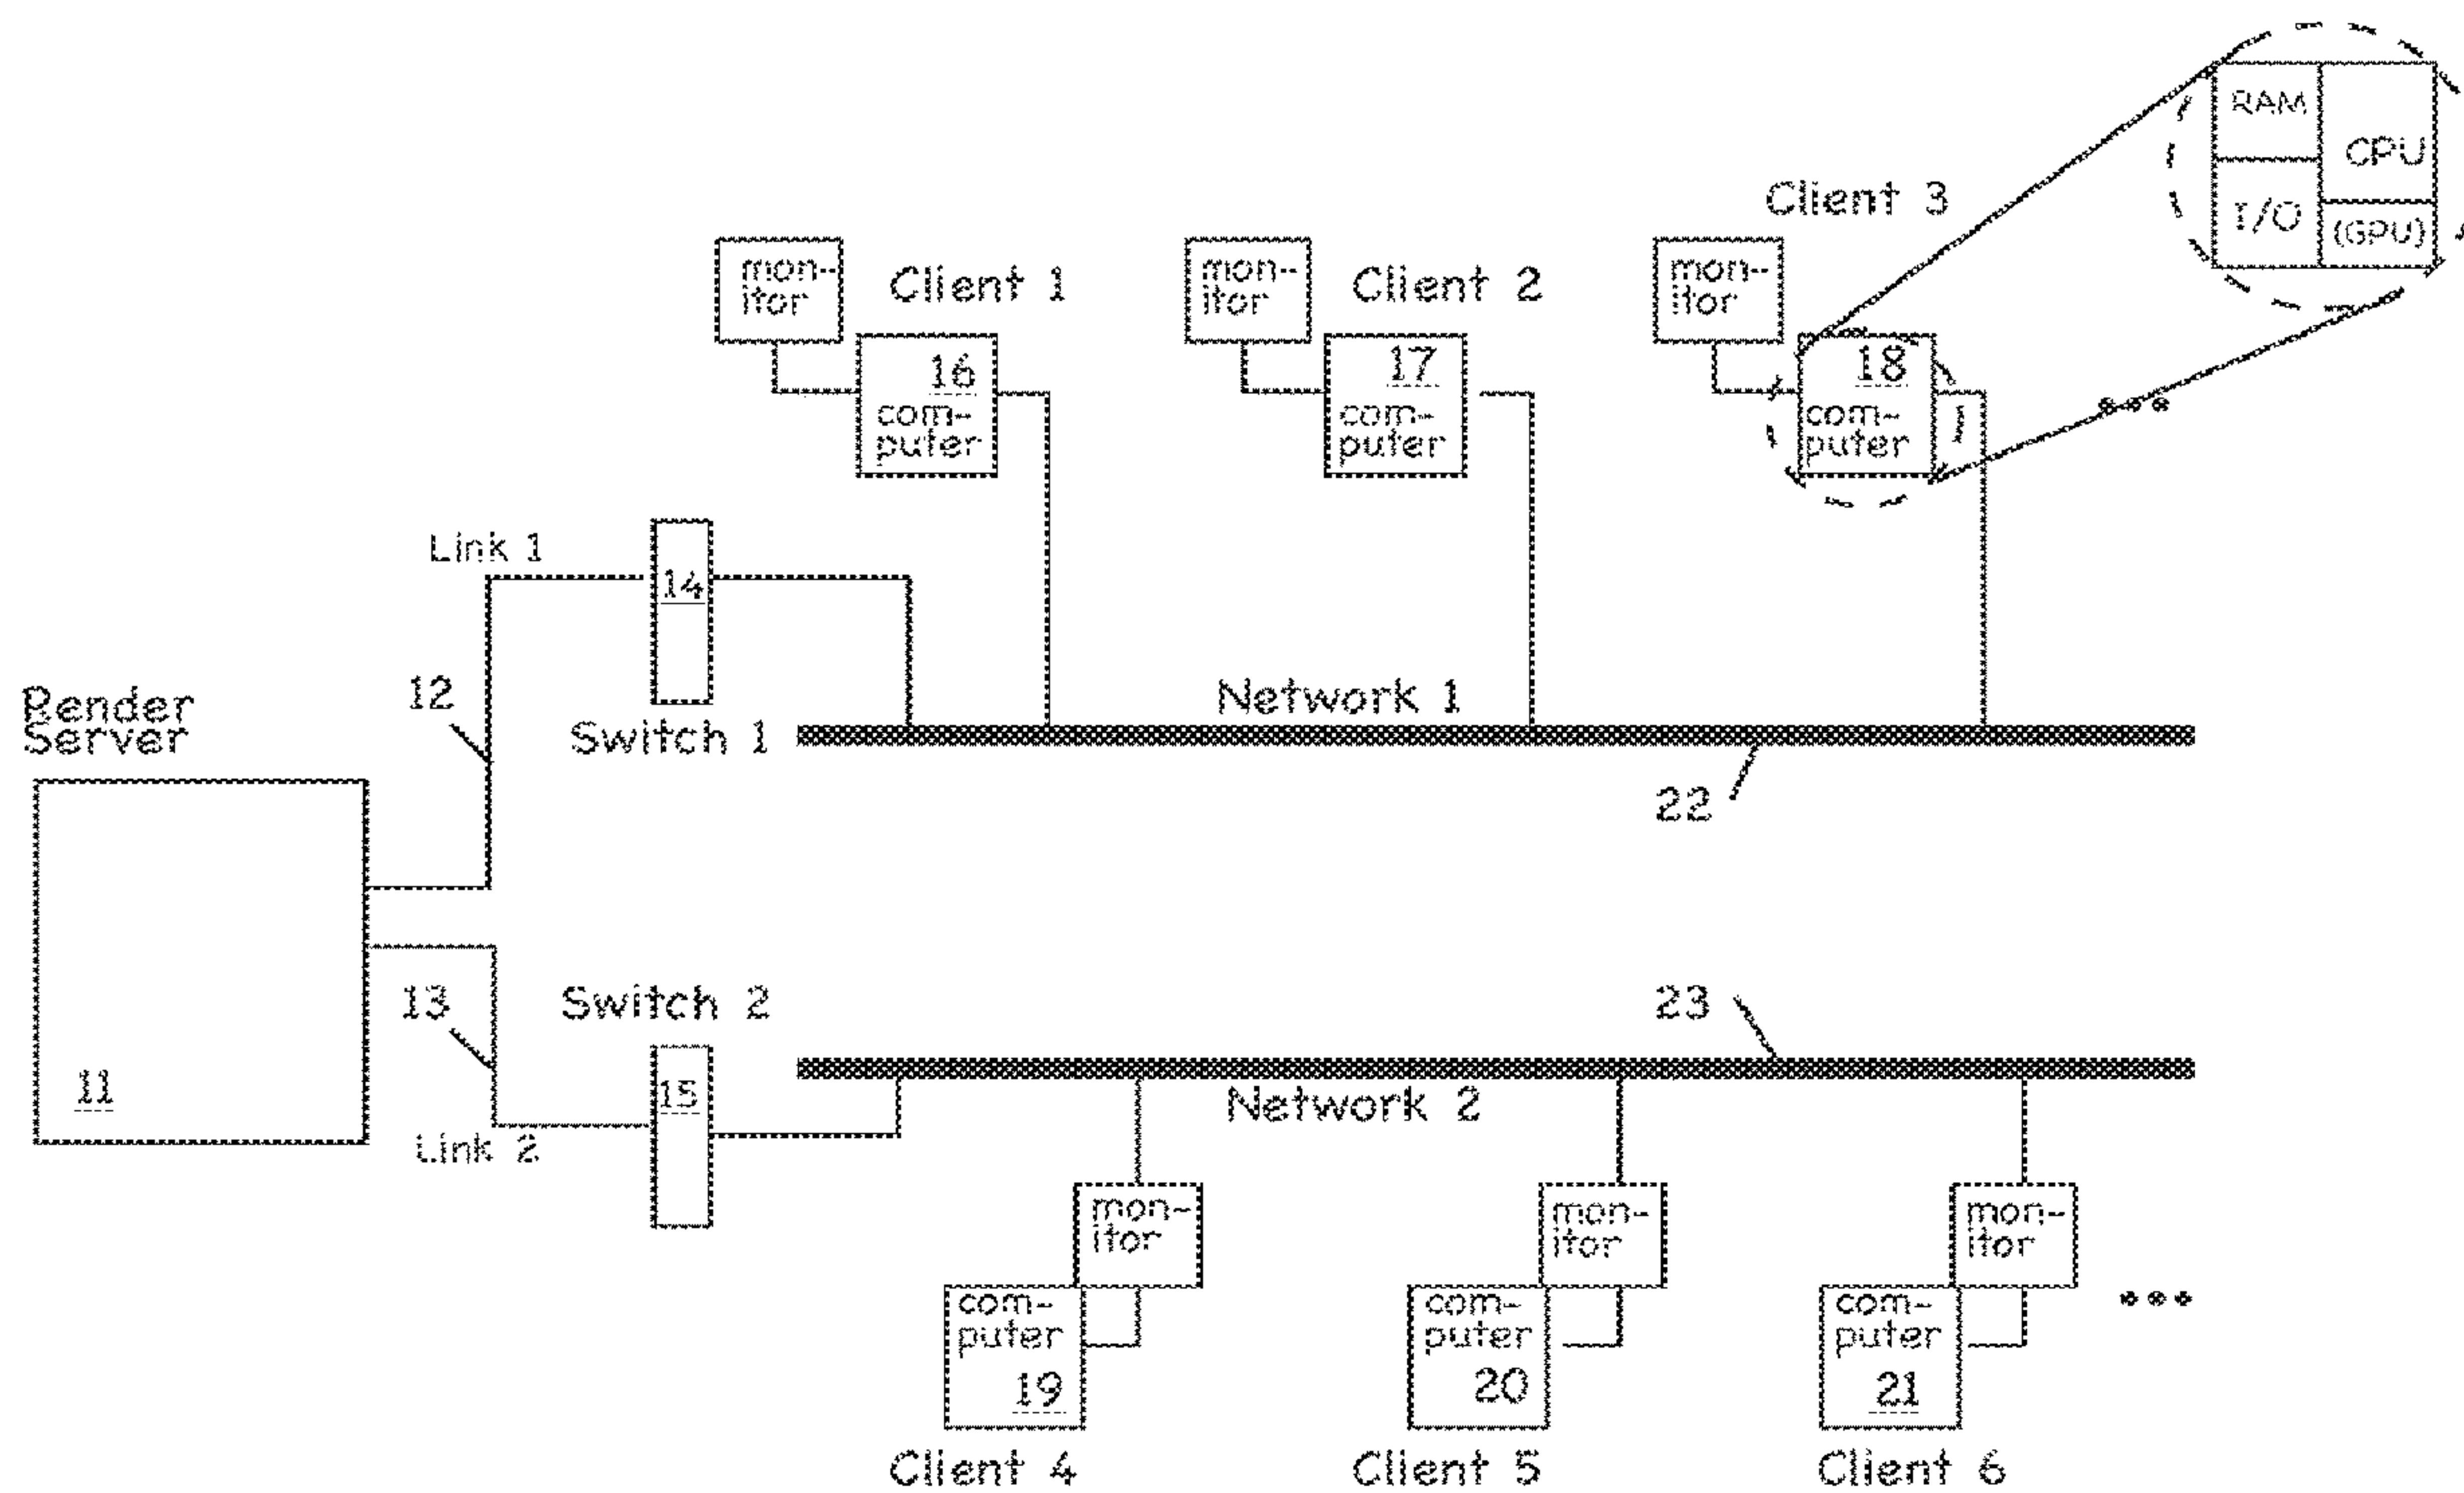 RAM
CPU
I/O
(GPU)
Client 3
mon-
itor
Client 1
mon-
itor
Client 2
mon-
itor
16
com-
puter
17
com-
puter
18
com-
puter
Link 1
14
12
Switch 1
Network 1
22
Render
Server
11
13
Switch 2
15
Link 2
23
Network 2
mon-
itor
mon-
itor
mon-
itor
com-
puter
19
com-
puter
20
com-
puter
21
Client 4
Client 5
Client 6